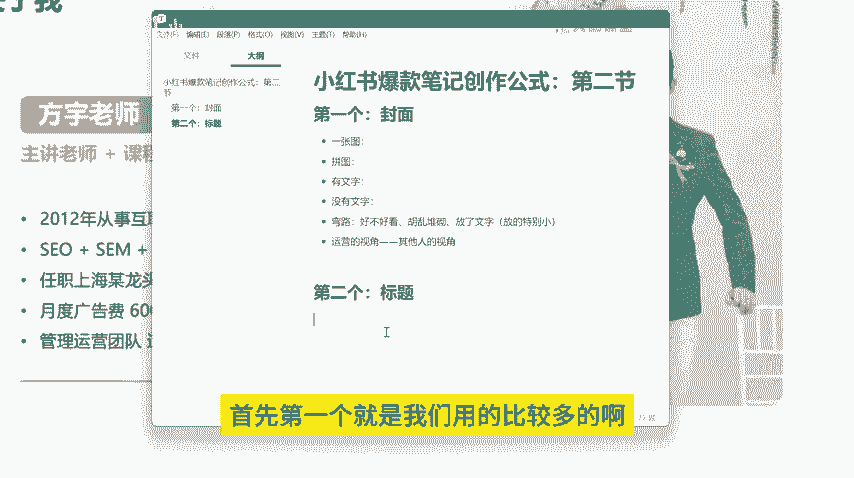 方宇老师
主讲老师 + 课程
• 2012年从事互联
• SEO + SEM +
• 任职上海某龙头
• 月度广告费 600
• 管理运营团队
文件(F) 编辑(E) 段落(P) 格式(O) 视图(V) 主题(T) 帮助(H)
文件 大纲
小红书爆款笔记创作公式：第二节
第一个：封面
第二个：标题
小红书爆款笔记创作公式：第二节
第一个：封面
• 一张图：
• 拼图：
• 有文字：
• 没有文字：
• 弯路：好不好看、胡乱堆砌、放了文字（放的特别小）
• 运营的视角——其他人的视角
第二个：标题
首先第一个就是我们用的比较多的啊